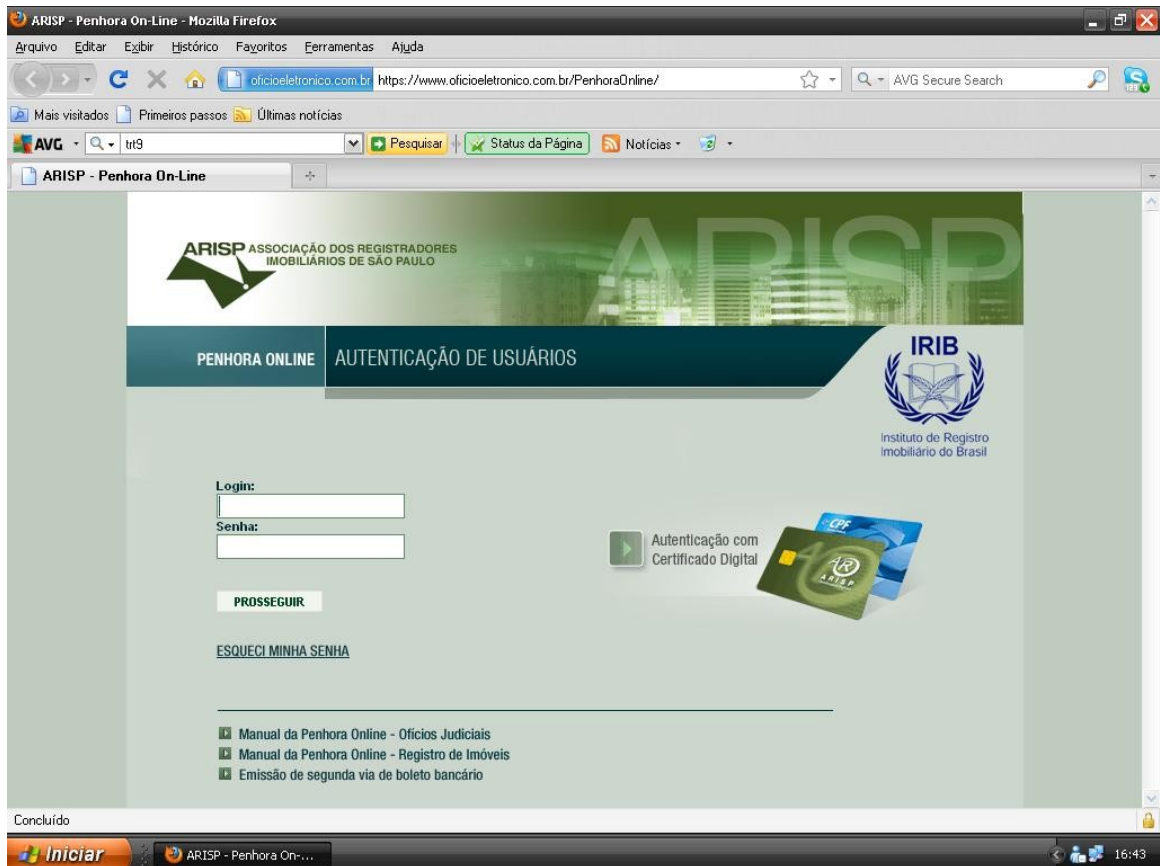 ARISP - Penhora On-Line - Mozilla Firefox
Arquivo Editar Exibir Histórico Favoritos Ferramentas Ajuda
oficioeletronico.com.br https://www.oficioeletronico.com.br/PenhoraOnline/ AVG Secure Search
Mais visitados Primeiros passos Últimas notícias
AVG trt9 Pesquisar Status da Página Notícias
ARISP - Penhora On-Line
ARISP
ARISP ASSOCIAÇÃO DOS REGISTRADORES
IMOBILIÁRIOS DE SÃO PAULO
PENHORA ONLINE AUTENTICAÇÃO DE USUÁRIOS
IRIB
Instituto de Registro
Imobiliário do Brasil
Login:
Senha:
Autenticação com
Certificado Digital
CPF
AR
ARISP
PROSSEGUIR
ESQUECI MINHA SENHA
Manual da Penhora Online - Ofícios Judiciais
Manual da Penhora Online - Registro de Imóveis
Emissão de segunda via de boleto bancário
Concluído
Iniciar ARISP - Penhora On-... 16:43